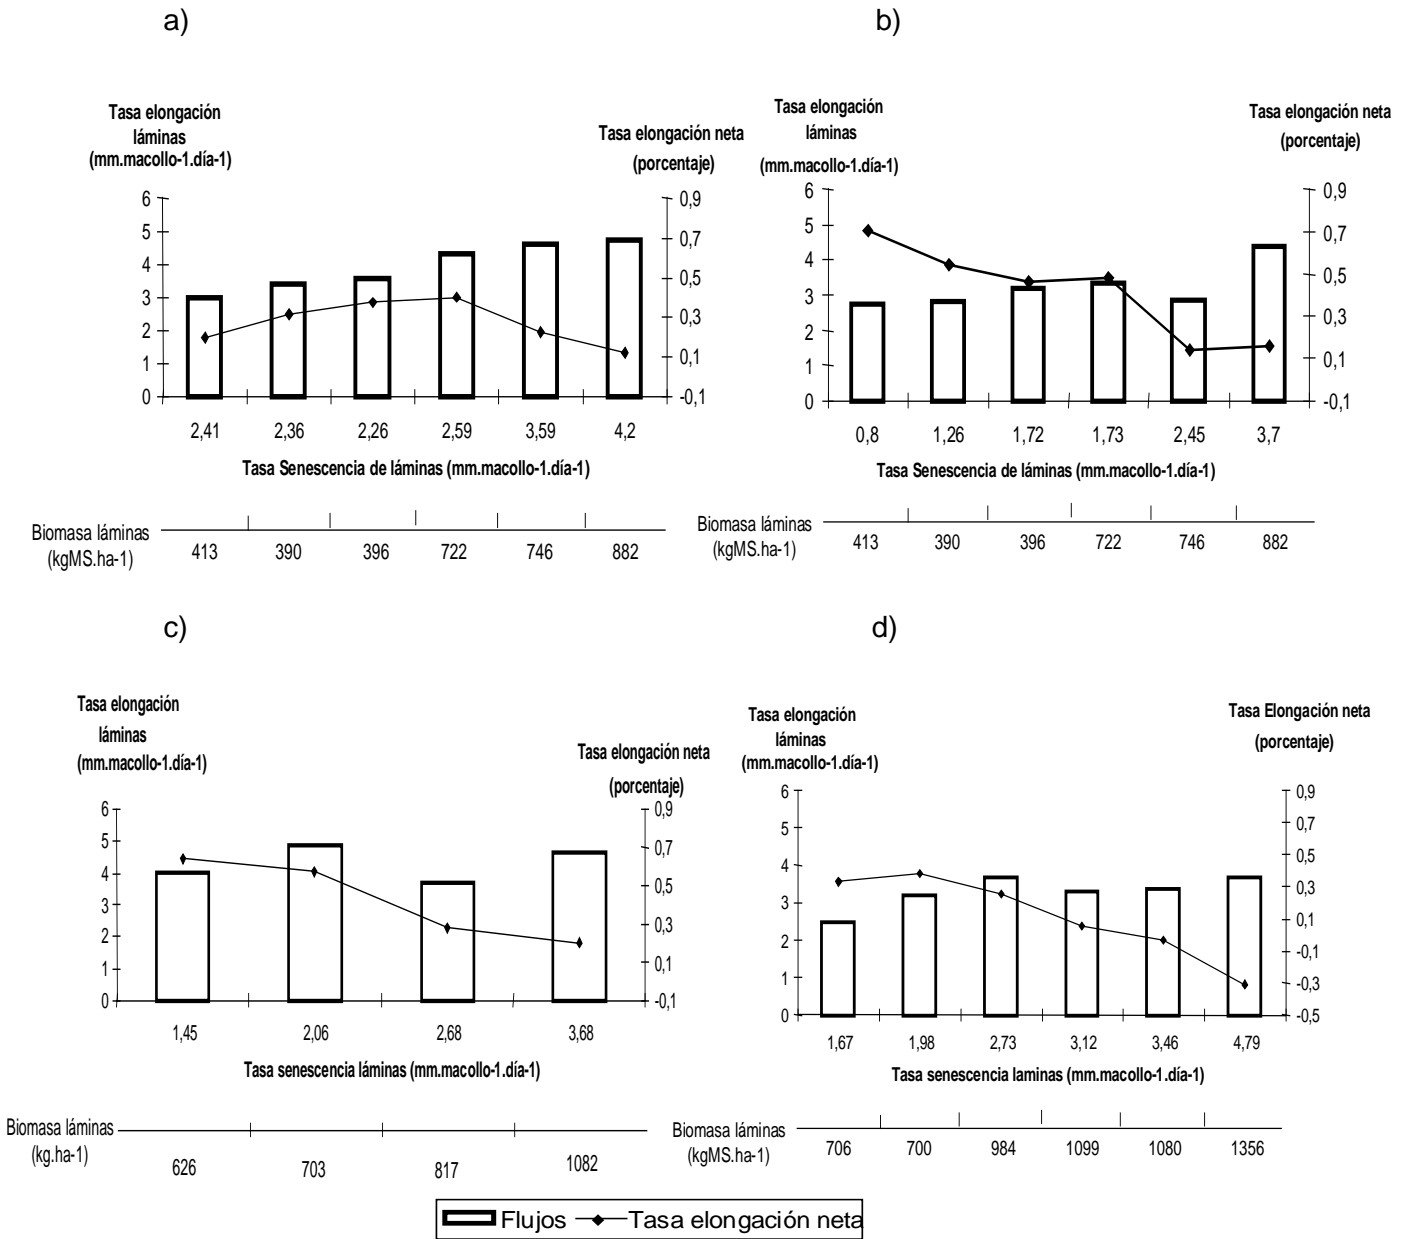 a)
Tasa elongación
láminas
(mm.macollo-1.día-1)
Tasa elongación neta
(porcentaje)
6
5
4
3
2
1
0
0,9
0,7
0,5
0,3
0,1
-0,1
2,41 2,36 2,26 2,59 3,59 4,2
Tasa Senescencia de láminas (mm.macollo-1.día-1)
Biomasa láminas
(kgMS.ha-1)
413 390 396 722 746 882
b)
Tasa elongación
láminas
(mm.macollo-1.día-1)
Tasa elongación neta
(porcentaje)
6
5
4
3
2
1
0
0,9
0,7
0,5
0,3
0,1
-0,1
0,8 1,26 1,72 1,73 2,45 3,7
Tasa Senescencia de láminas (mm.macollo-1.día-1)
Biomasa láminas
(kgMS.ha-1)
413 390 396 722 746 882
c)
Tasa elongación
láminas
(mm.macollo-1.día-1)
Tasa elongación neta
(porcentaje)
6
5
4
3
2
1
0
0,9
0,7
0,5
0,3
0,1
-0,1
1,45 2,06 2,68 3,68
Tasa senescencia láminas (mm.macollo-1.día-1)
Biomasa láminas
(kg.ha-1)
626 703 817 1082
d)
Tasa elongación
láminas
(mm.macollo-1.día-1)
Tasa Elongación neta
(porcentaje)
6
5
4
3
2
1
0
0,9
0,7
0,5
0,3
0,1
-0,1
-0,3
-0,5
1,67 1,98 2,73 3,12 3,46 4,79
Tasa senescencia laminas (mm.macollo-1.día-1)
Biomasa láminas
(kgMS.ha-1)
706 700 984 1099 1080 1356
Flujos Tasa elongación neta